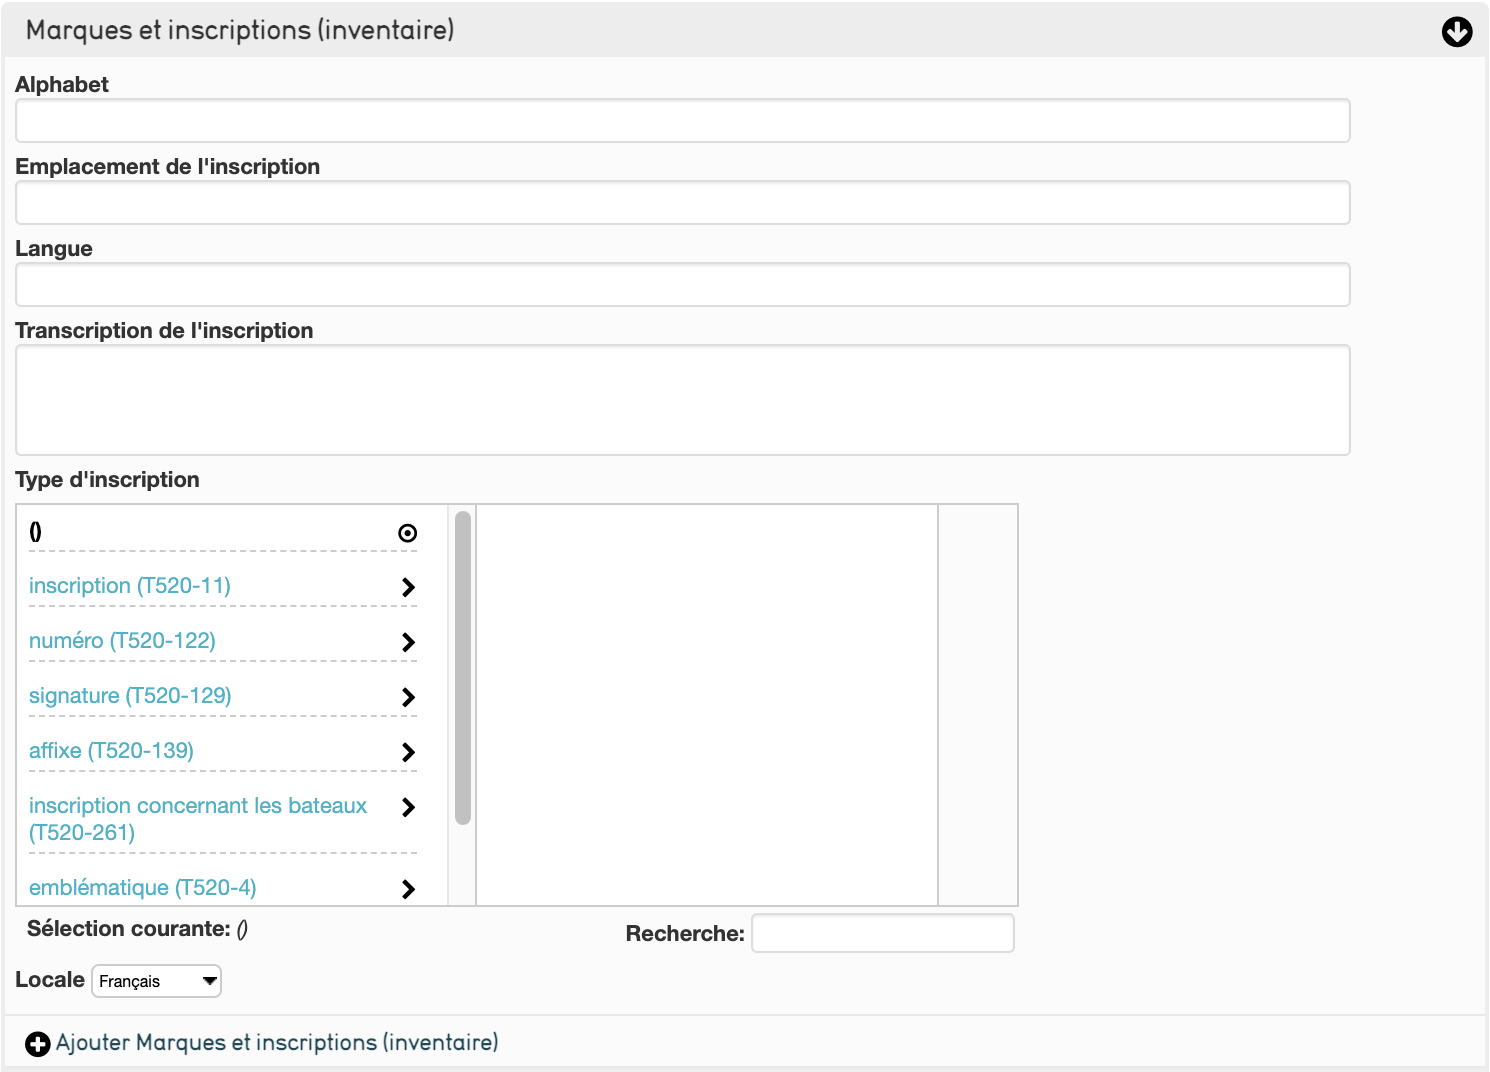 Marques et inscriptions (inventaire)
Alphabet
Emplacement de l'inscription
Langue
Transcription de l'inscription
Type d'inscription
()
inscription (T520-11)
numéro (T520-122)
signature (T520-129)
affixe (T520-139)
inscription concernant les bateaux
(T520-261)
emblématique (T520-4)
Sélection courante: ()
Recherche:
Locale Français
Ajouter Marques et inscriptions (inventaire)